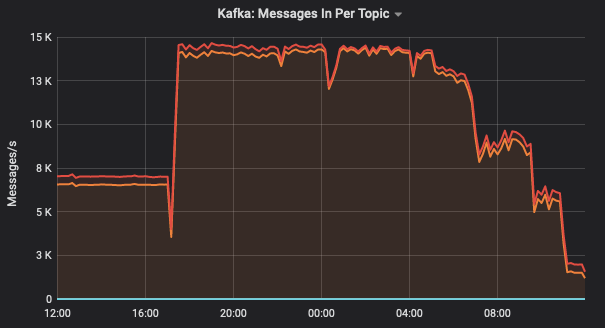 Kafka: Messages In Per Topic
Messages/s
15 K
13 K
10 K
8 K
5 K
3 K
0
12:00 16:00 20:00 00:00 04:00 08:00